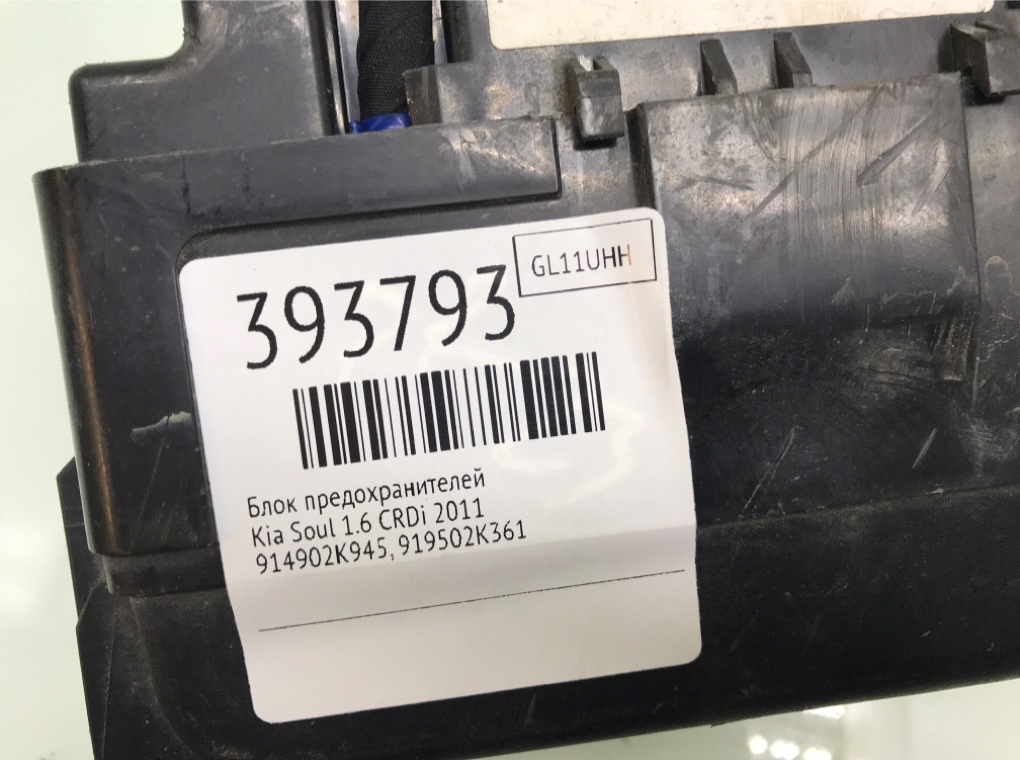 393793
GL11UHH
Блок предохранителей
Kia Soul 1.6 CRDi 2011
914902K945, 919502K361